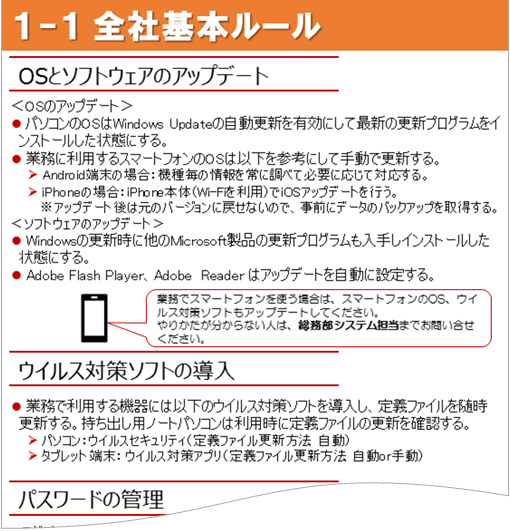 1-1 全社基本ルール
OSとソフトウェアのアップデート
＜OSのアップデート＞
● パソコンのOSはWindows Updateの自動更新を有効にして最新の更新プログラムをイ
ンストールした状態にする。
● 業務に利用するスマートフォンのOSは以下を参考にして手動で更新する。
➢ Android端末の場合：機種毎の情報を常に調べて必要に応じて対応する。
➢ iPhoneの場合：iPhone本体（Wi-Fiを利用）でiOSアップデートを行う。
※アップデート後は元のバージョンに戻せないので、事前にデータのバックアップを取得する。
＜ソフトウェアのアップデート＞
● Windowsの更新時に他のMicrosoft製品の更新プログラムも入手しインストールした
状態にする。
● Adobe Flash Player、Adobe Reader はアップデートを自動に設定する。
業務でスマートフォンを使う場合は、スマートフォンのOS、ウイ
ルス対策ソフトもアップデートしてください。
やりかたが分からない人は、総務部システム担当までお問い合せ
ください。
ウイルス対策ソフトの導入
● 業務で利用する機器には以下のウイルス対策ソフトを導入し、定義ファイルを随時
更新する。持ち出し用ノートパソコンは利用時に定義ファイルの更新を確認する。
➢ パソコン：ウイルスセキュリティ（定義ファイル更新方法 自動）
➢ タブレット端末：ウイルス対策アプリ（定義ファイル更新方法 自動or手動）
パスワードの管理